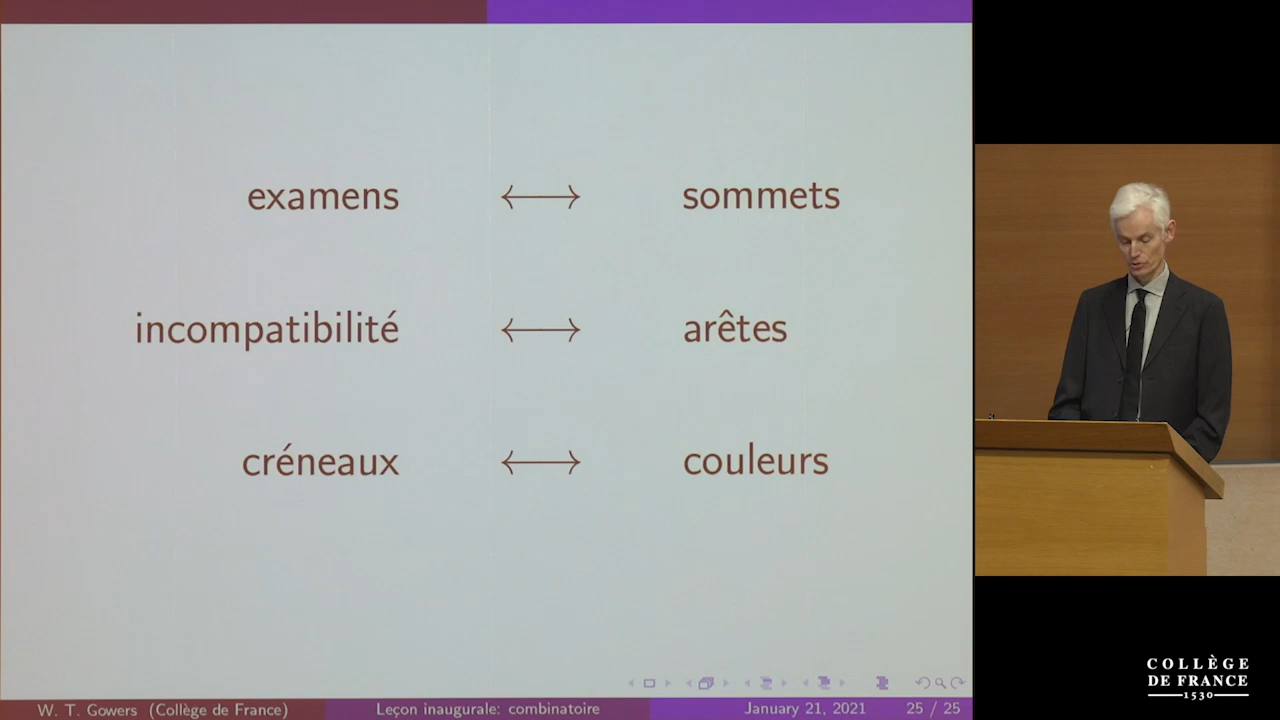 examens ⟷ sommets
incompatibilité ⟷ arêtes
créneaux ⟷ couleurs
W. T. Gowers (Collège de France) Leçon inaugurale: combinatoire January 21, 2021 25 / 25
COLLÈGE
DE FRANCE
1530